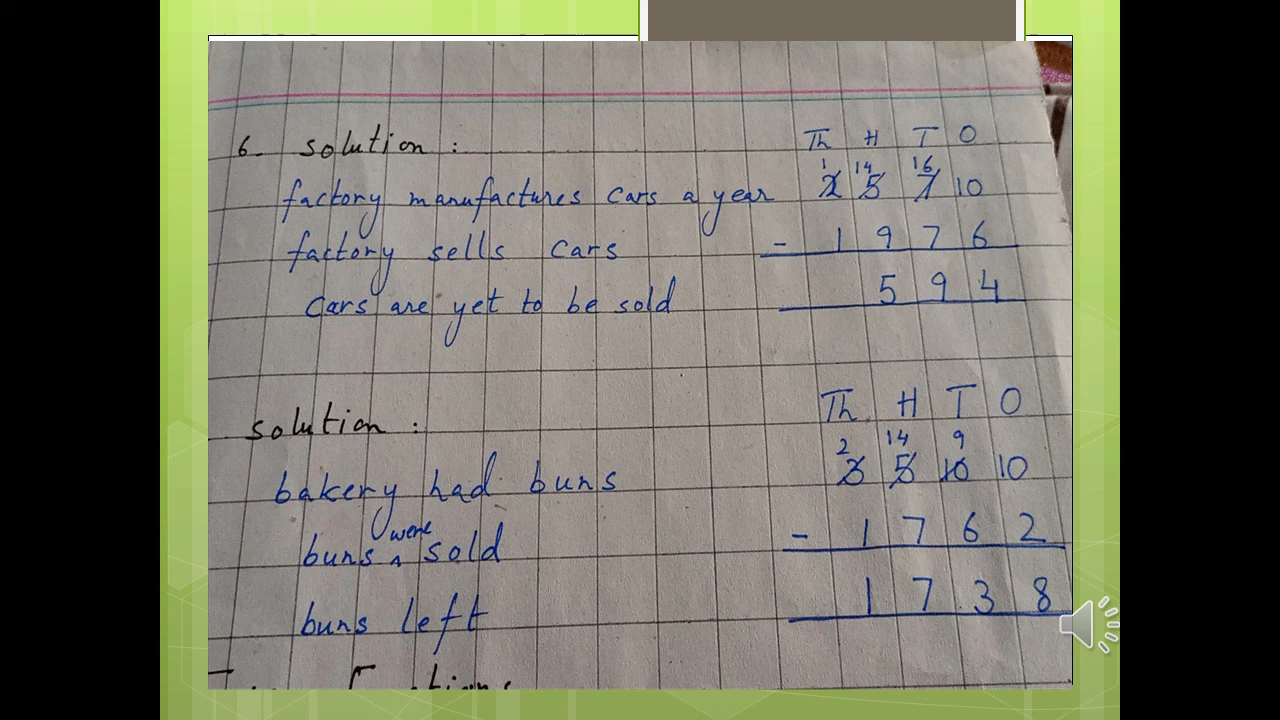 Th H T O
6. solution :
1 14 16
factory manufactures cars a year 2 5 7 10
factory sells cars - 1 9 7 6
cars are yet to be sold 5 9 4
Th H T O
solution :
2 14 9
bakery had buns 3 5 10 10
buns were sold - 1 7 6 2
buns left 1 7 3 8